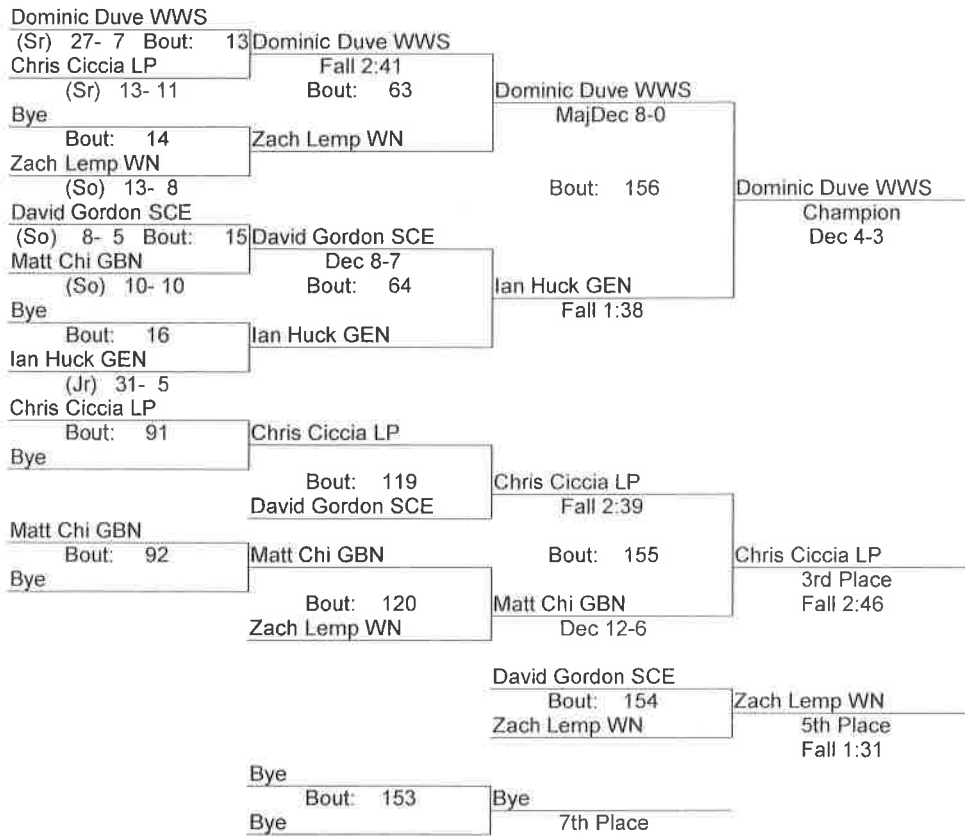 Dominic Duve WWS
(Sr) 27- 7 Bout: 13
Dominic Duve WWS
Chris Ciccia LP
Fall 2:41
(Sr) 13- 11
Bout: 63
Dominic Duve WWS
Bye
MajDec 8-0
Bout: 14
Zach Lemp WN
Zach Lemp WN
(So) 13- 8
Bout: 156
Dominic Duve WWS
David Gordon SCE
Champion
(So) 8- 5 Bout: 15
David Gordon SCE
Dec 4-3
Matt Chi GBN
Dec 8-7
(So) 10- 10
Bout: 64
Ian Huck GEN
Bye
Fall 1:38
Bout: 16
Ian Huck GEN
Ian Huck GEN
(Jr) 31- 5
Chris Ciccia LP
Bout: 91
Chris Ciccia LP
Bye
Bout: 119
Chris Ciccia LP
David Gordon SCE
Fall 2:39
Matt Chi GBN
Bout: 92
Matt Chi GBN
Bout: 155
Chris Ciccia LP
Bye
3rd Place
Bout: 120
Matt Chi GBN
Fall 2:46
Zach Lemp WN
Dec 12-6
David Gordon SCE
Bout: 154
Zach Lemp WN
Zach Lemp WN
5th Place
Fall 1:31
Bye
Bout: 153
Bye
Bye
7th Place